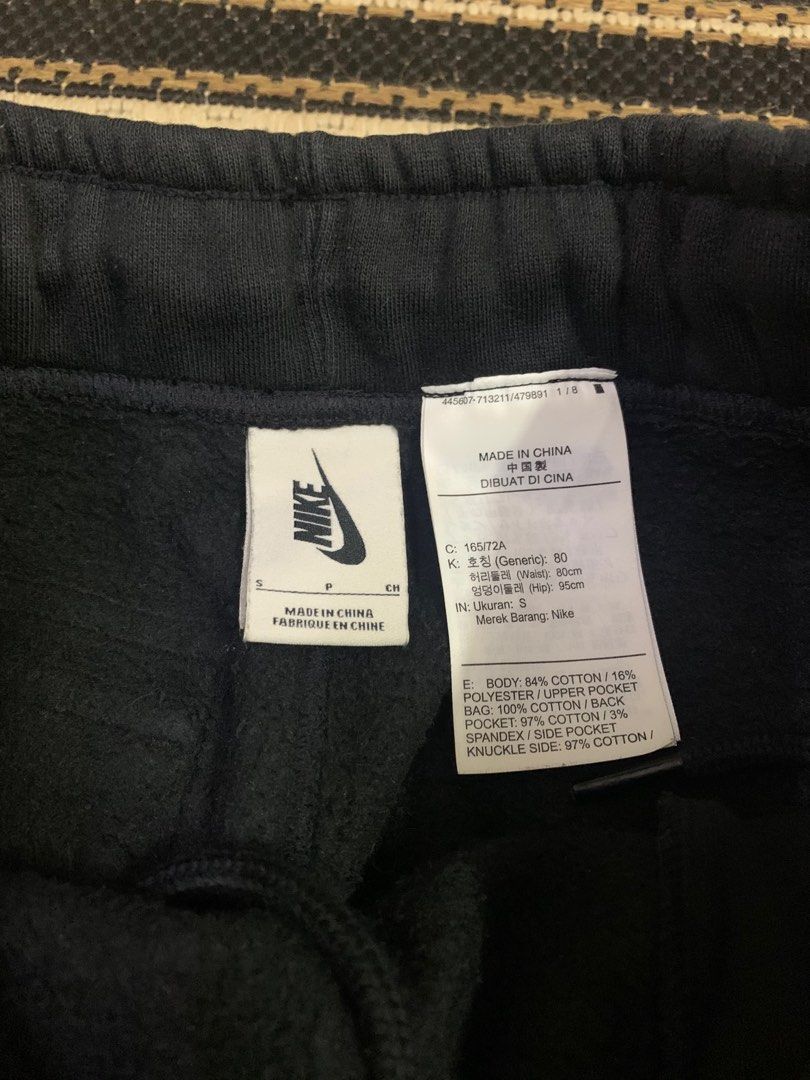 NIKE
S P CH
MADE IN CHINA
FABRIQUE EN CHINE
445607-713211/479891 1 / 8
MADE IN CHINA
中国製
DIBUAT DI CINA
C: 165/72A
K: 호칭 (Generic): 80
허리둘레 (Waist): 80cm
엉덩이둘레 (Hip): 95cm
IN: Ukuran: S
Merek Barang: Nike
E: BODY: 84% COTTON / 16%
POLYESTER / UPPER POCKET
BAG: 100% COTTON / BACK
POCKET: 97% COTTON / 3%
SPANDEX / SIDE POCKET
KNUCKLE SIDE: 97% COTTON /